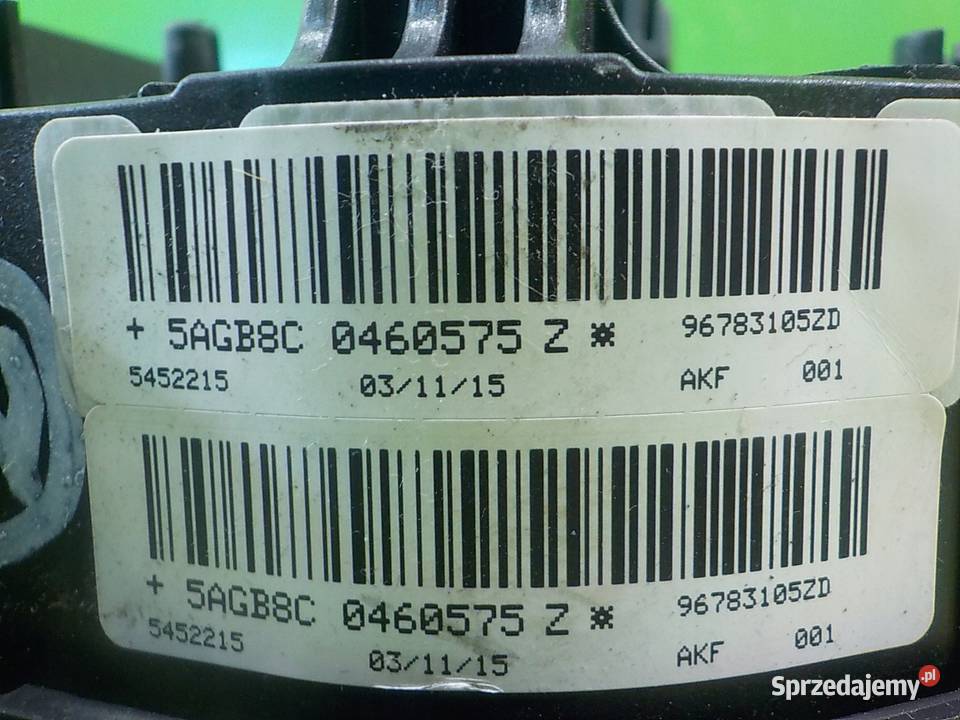 + 5AGB8C 0460575 Z ⋇ 96783105ZD
5452215 03/11/15 AKF 001
+ 5AGB8C 0460575 Z ⋇ 96783105ZD
5452215 03/11/15 AKF 001
Sprzedajemy.pl